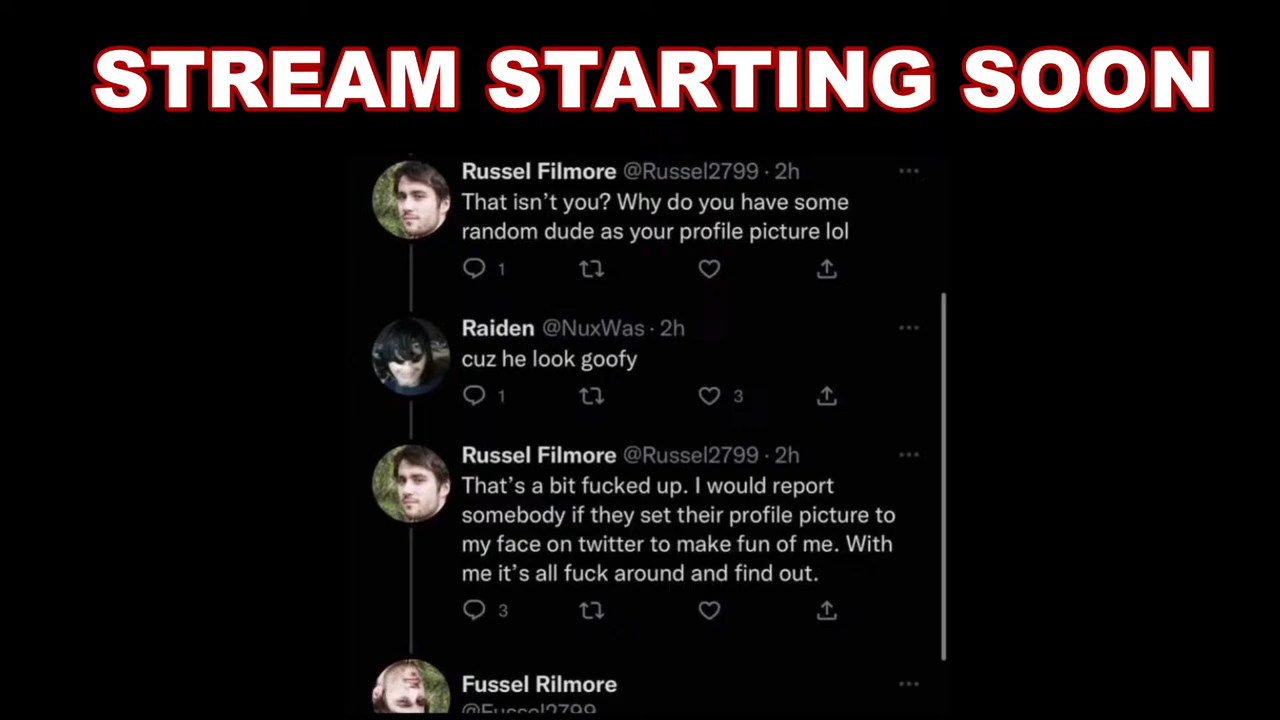 STREAM STARTING SOON
Russel Filmore @Russel2799 · 2h
That isn't you? Why do you have some
random dude as your profile picture lol
1
Raiden @NuxWas · 2h
cuz he look goofy
1 3
Russel Filmore @Russel2799 · 2h
That's a bit fucked up. I would report
somebody if they set their profile picture to
my face on twitter to make fun of me. With
me it's all fuck around and find out.
3
Fussel Rilmore
@Fussel2799